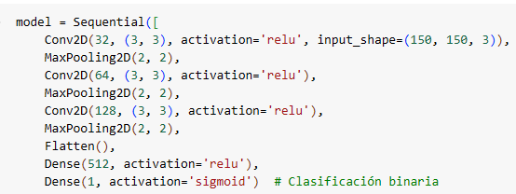 model = Sequential([
    Conv2D(32, (3, 3), activation='relu', input_shape=(150, 150, 3)),
    MaxPooling2D(2, 2),
    Conv2D(64, (3, 3), activation='relu'),
    MaxPooling2D(2, 2),
    Conv2D(128, (3, 3), activation='relu'),
    MaxPooling2D(2, 2),
    Flatten(),
    Dense(512, activation='relu'),
    Dense(1, activation='sigmoid')  # Clasificación binaria